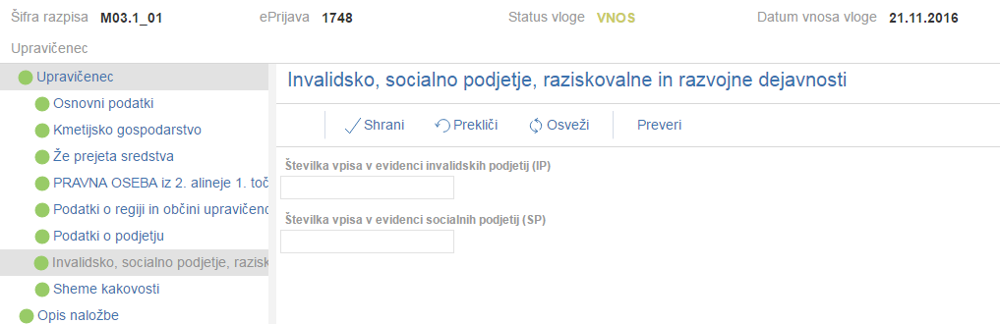 Šifra razpisa M03.1_01 ePrijava 1748 Status vloge VNOS Datum vnosa vloge 21.11.2016
Upravičenec
Upravičenec
Osnovni podatki
Kmetijsko gospodarstvo
Že prejeta sredstva
PRAVNA OSEBA iz 2. alineje 1. toč
Podatki o regiji in občini upravičenc
Podatki o podjetju
Invalidsko, socialno podjetje, razisk
Sheme kakovosti
Opis naložbe
Invalidsko, socialno podjetje, raziskovalne in razvojne dejavnosti
Shrani Prekliči Osveži Preveri
Številka vpisa v evidenci invalidskih podjetij (IP)
Številka vpisa v evidenci socialnih podjetij (SP)